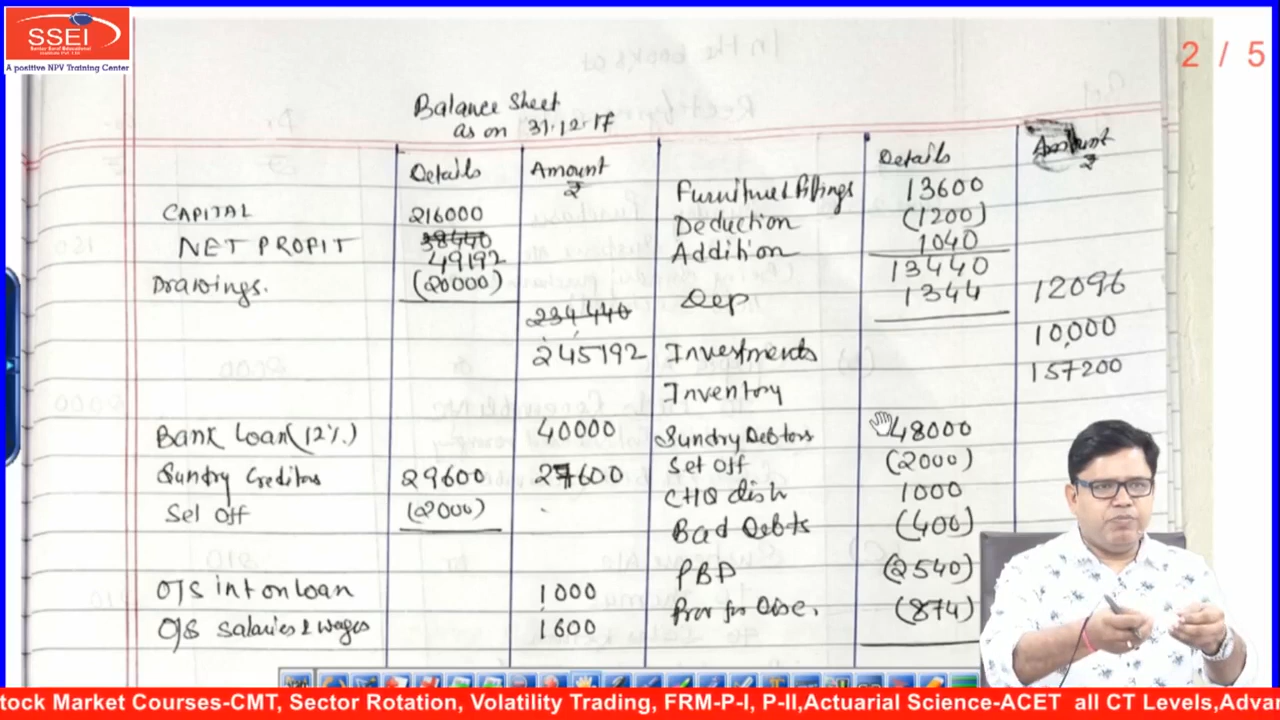 SSEI
A positive NPV Training Center
2 / 5
Balance Sheet
as on 31.12.17
Details Amount ₹ Details Amount ₹
CAPITAL 216000 Furniture & Fittings 13600
NET PROFIT 38440 Deduction (1200)
49192 Addition 1040
Drawings. (20000) 13440
234440 Dep 1344 12096
245192 Investments 10,000
Inventory 157200
Bank Loan (12%) 40000 Sundry Debtors 48000
Sundry Creditors 29600 27600 Set off (2000)
Set off (2000) CHQ dish 1000
Bad Debts (400)
PBD (2540)
O/S int on loan 1000 Prov for Disc. (874)
O/S Salaries & wages 1600
tock Market Courses-CMT, Sector Rotation, Volatility Trading, FRM-P-I, P-II,Actuarial Science-ACET all CT Levels,Advan